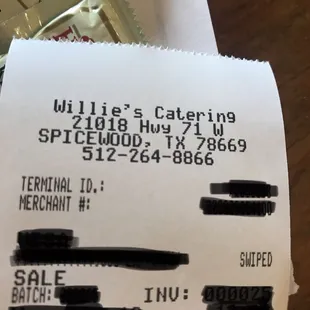 Willie's Catering
21018 Hwy 71 W
SPICEWOOD, TX 78669
512-264-8866
TERMINAL ID.:
MERCHANT #:
SWIPED
SALE
BATCH:
INV: